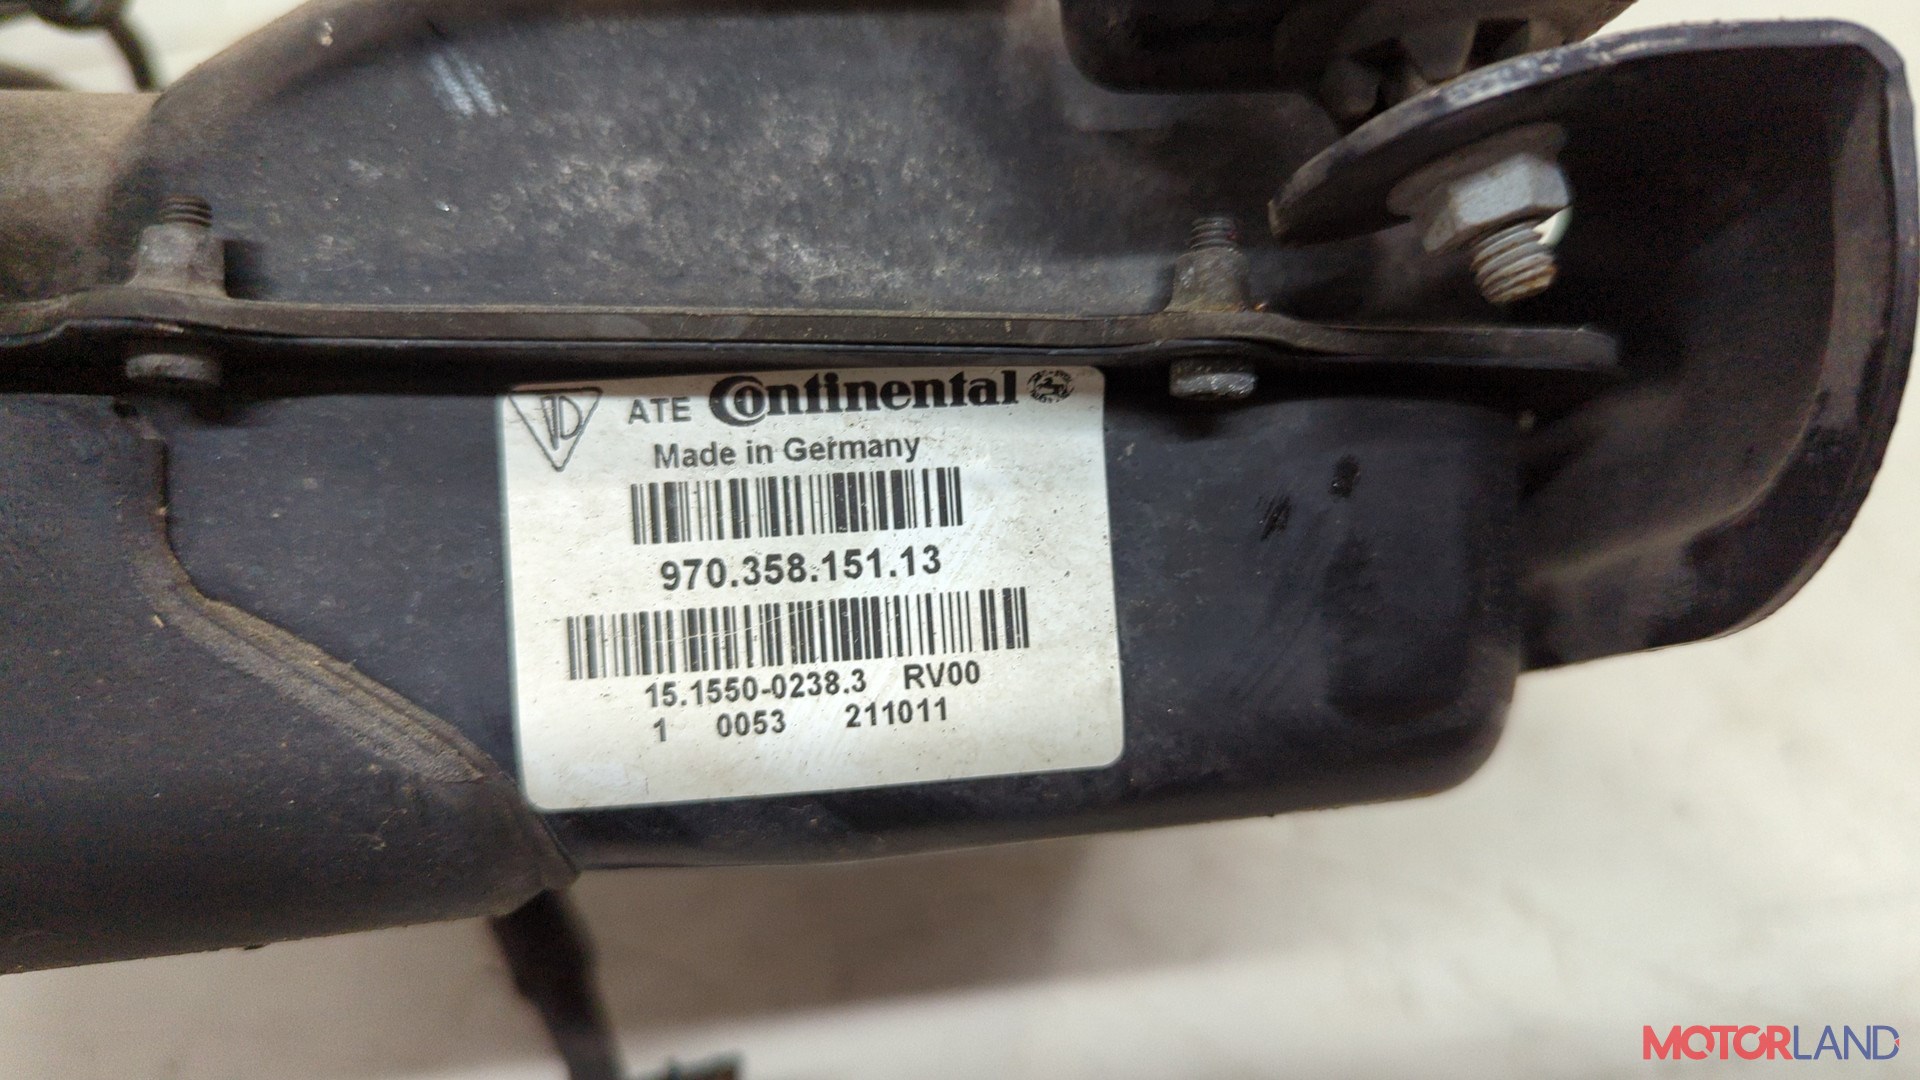 ATE Continental
Made in Germany
970.358.151.13
15.1550-0238.3 RV00
1 0053 211011
MOTORLAND